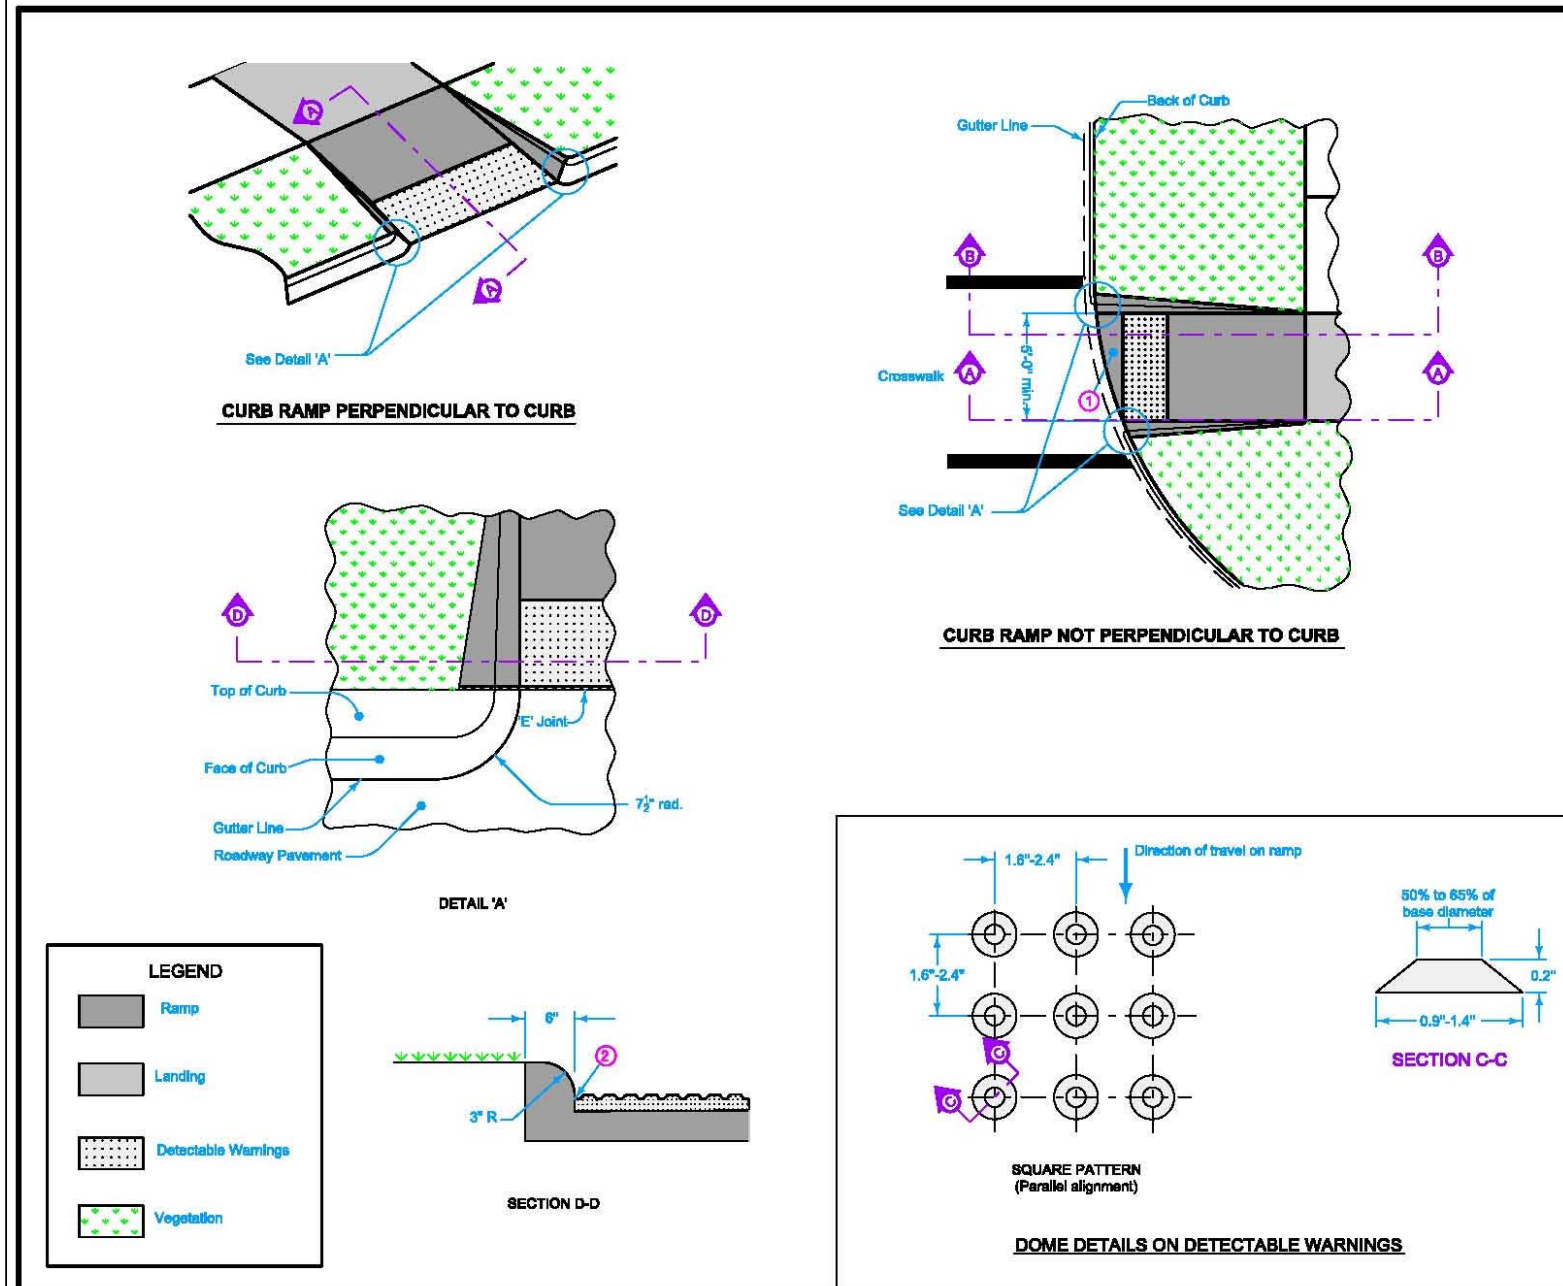 A
A
See Detail 'A'
CURB RAMP PERPENDICULAR TO CURB
Back of Curb
Gutter Line
B
B
5'-0" min.
Crosswalk
A
A
1
See Detail 'A'
CURB RAMP NOT PERPENDICULAR TO CURB
D
D
Top of Curb
'E' Joint
Face of Curb
7½" rad.
Gutter Line
Roadway Pavement
DETAIL 'A'
LEGEND
Ramp
Landing
Detectable Warnings
Vegetation
6"
2
3" R
SECTION D-D
1.6"-2.4"
Direction of travel on ramp
1.6"-2.4"
C
C
SQUARE PATTERN
(Parallel alignment)
50% to 65% of
base diameter
0.2"
0.9"-1.4"
SECTION C-C
DOME DETAILS ON DETECTABLE WARNINGS